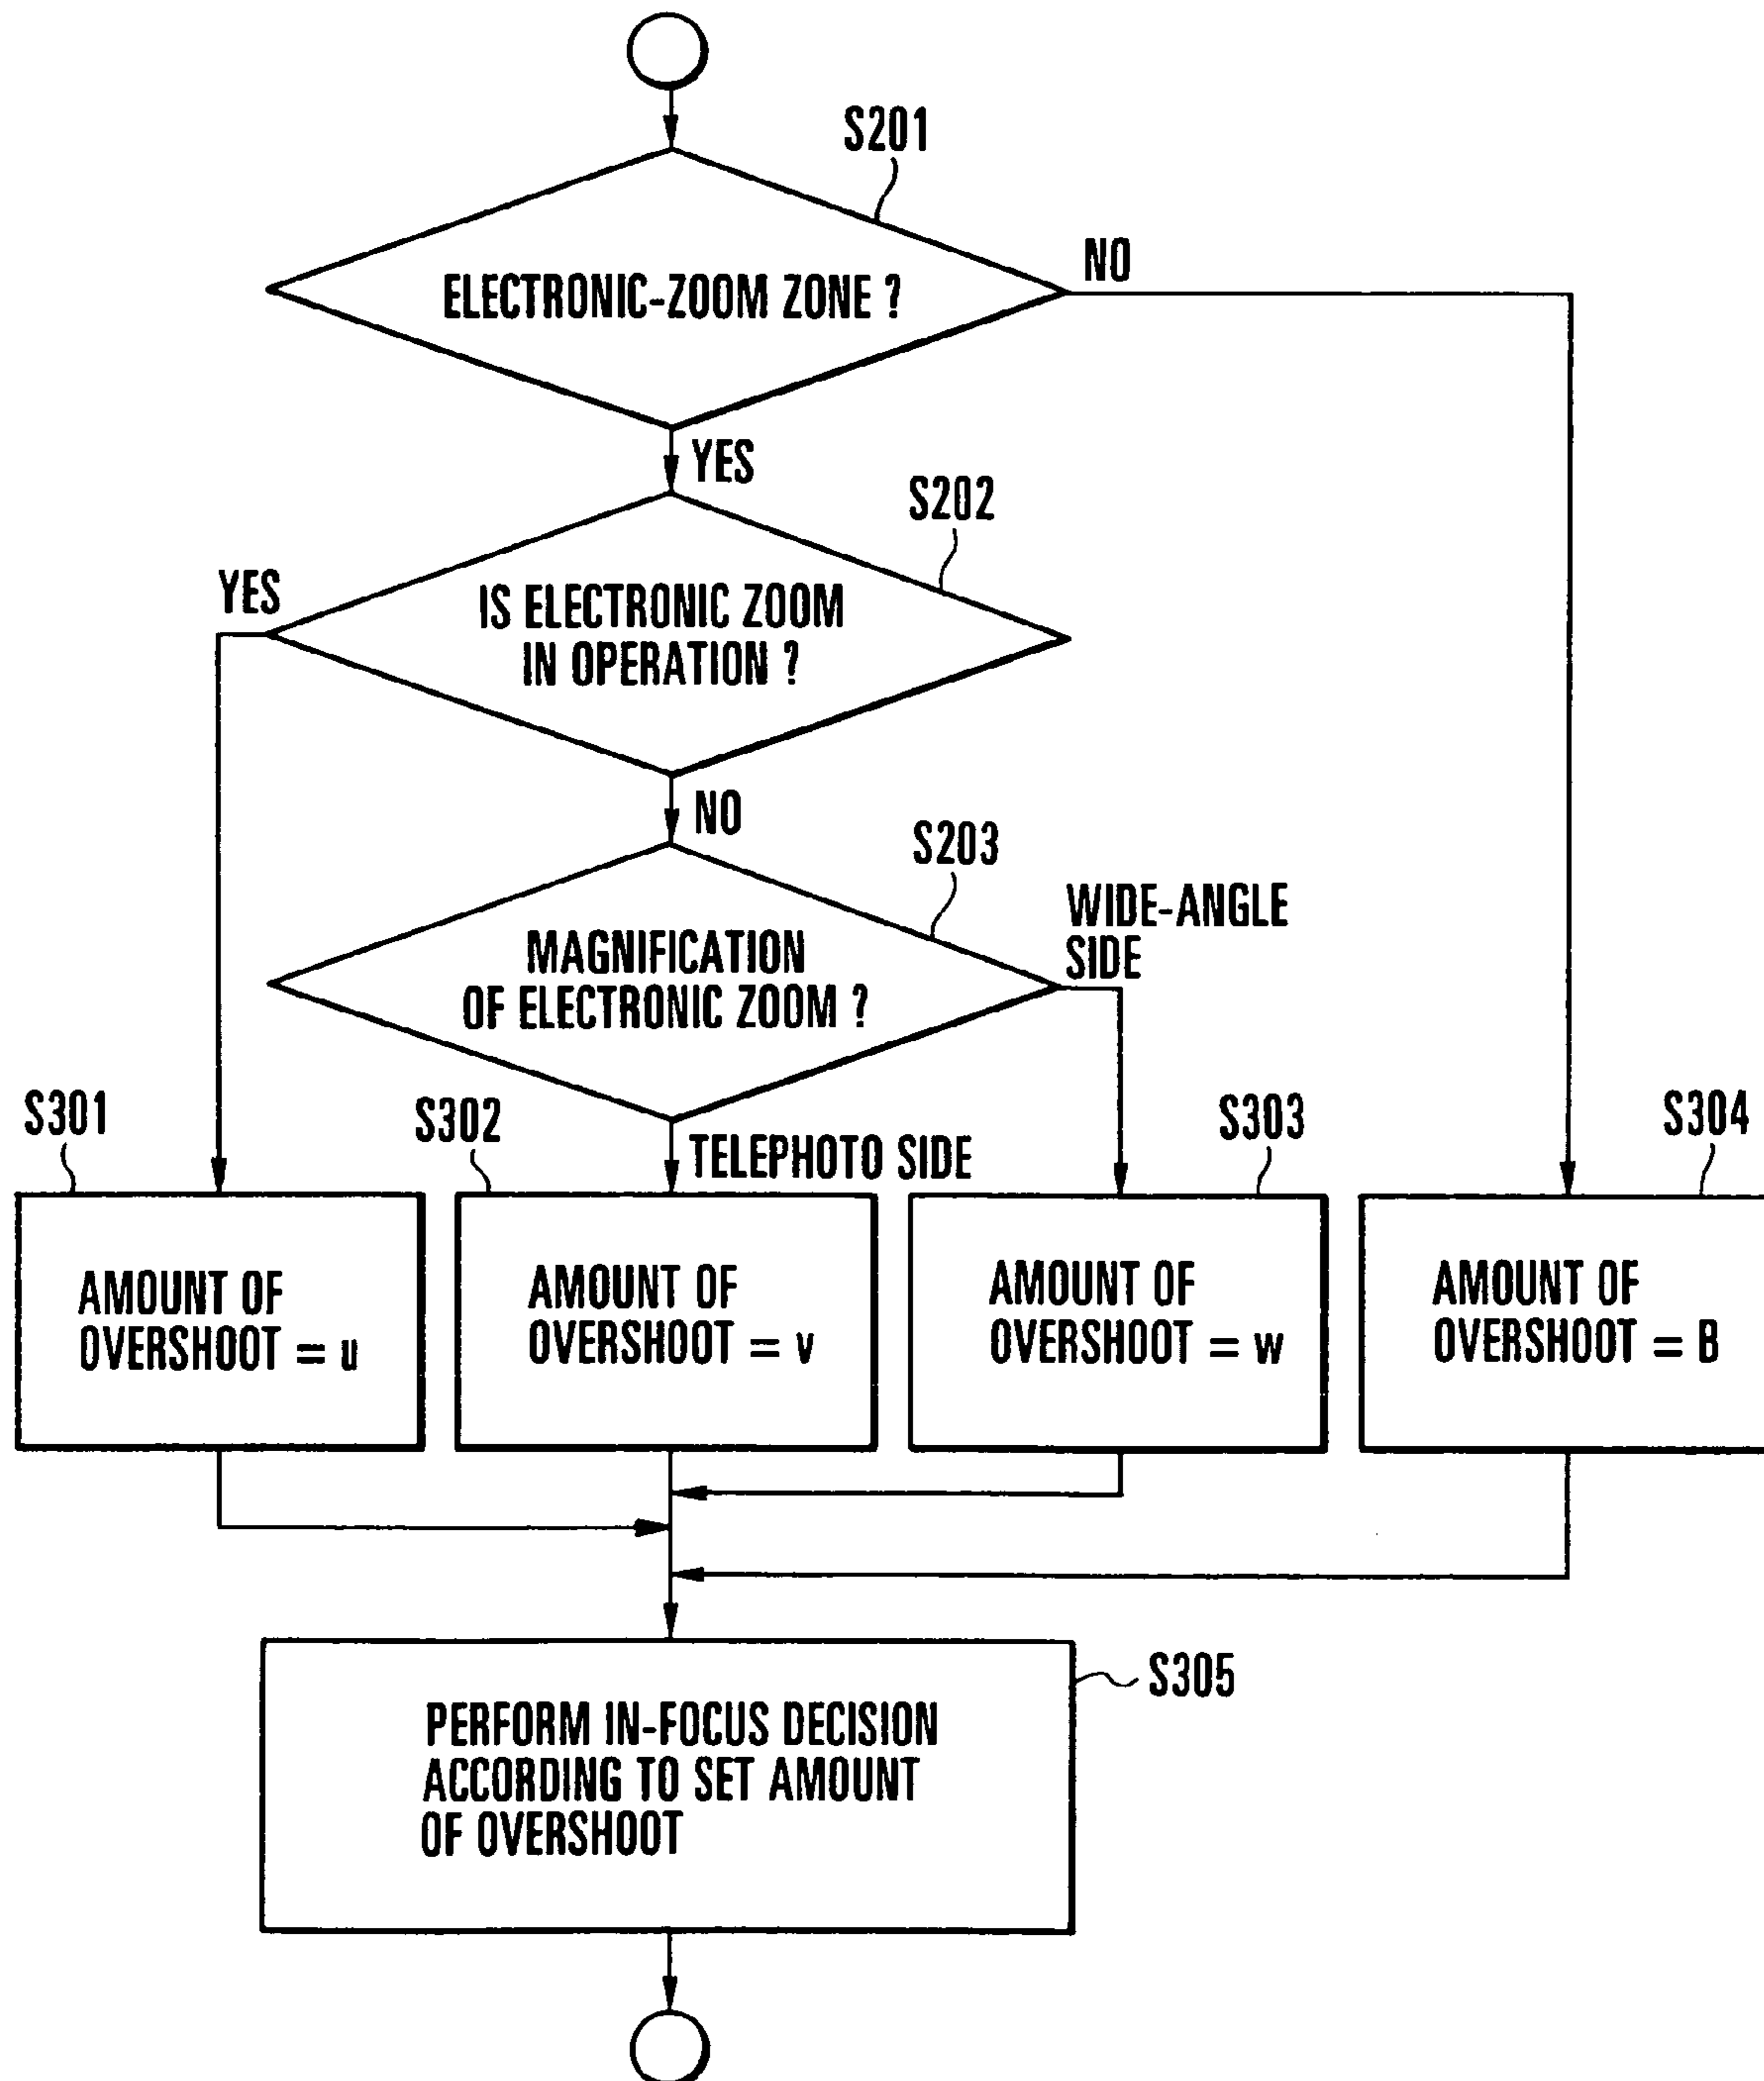 S201
ELECTRONIC-ZOOM ZONE ?
NO
YES
S202
IS ELECTRONIC ZOOM
IN OPERATION ?
YES
NO
S203
MAGNIFICATION
OF ELECTRONIC ZOOM ?
WIDE-ANGLE
SIDE
TELEPHOTO SIDE
S301
AMOUNT OF
OVERSHOOT = u
S302
AMOUNT OF
OVERSHOOT = v
S303
AMOUNT OF
OVERSHOOT = w
S304
AMOUNT OF
OVERSHOOT = B
S305
PERFORM IN-FOCUS DECISION
ACCORDING TO SET AMOUNT
OF OVERSHOOT